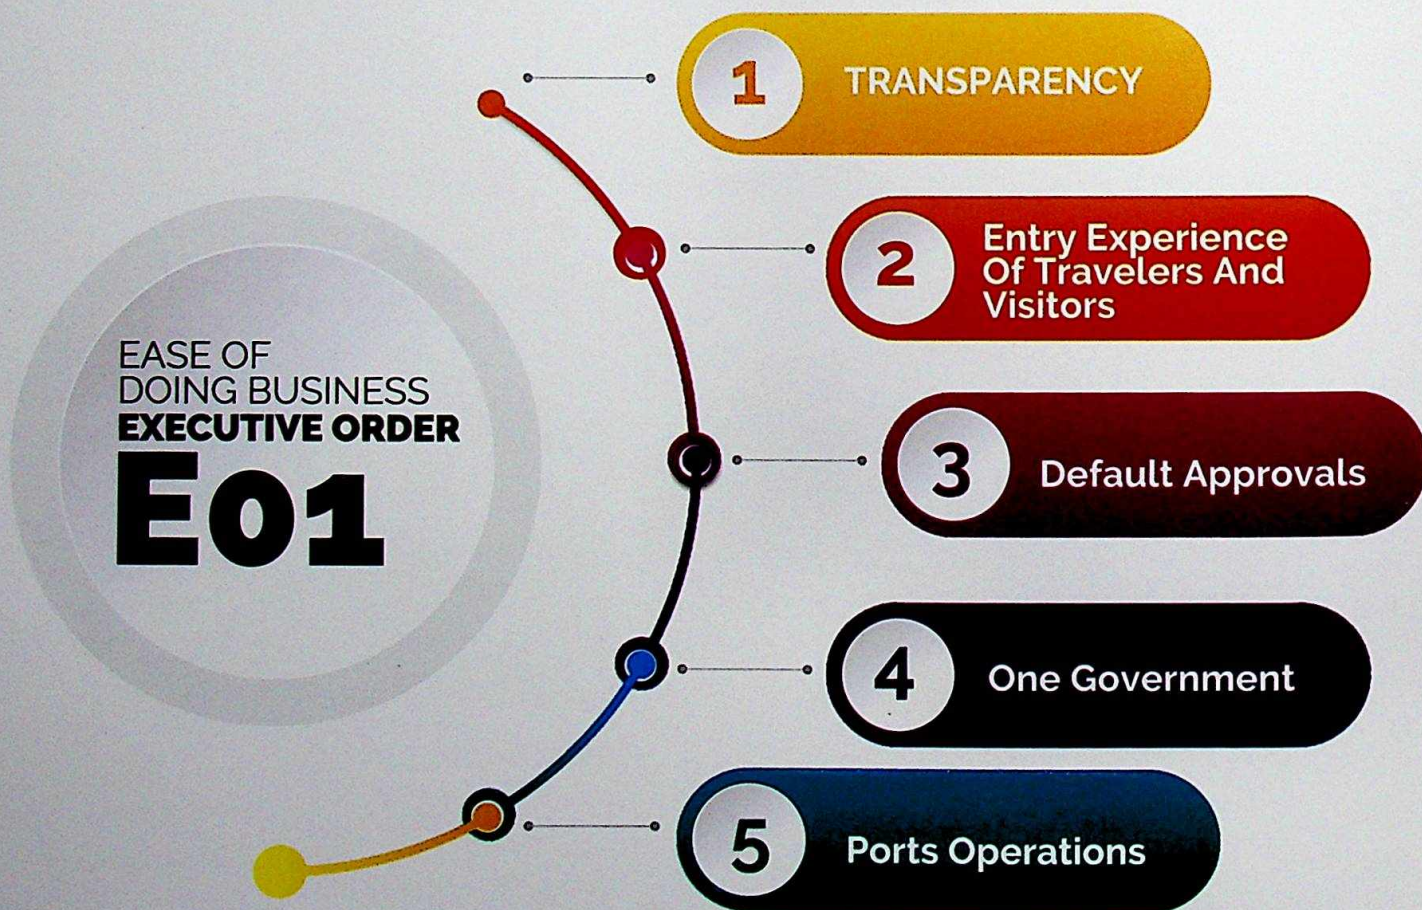 EASE OF
DOING BUSINESS
EXECUTIVE ORDER
E01
1
TRANSPARENCY
2
Entry Experience
Of Travelers And
Visitors
3
Default Approvals
4
One Government
5
Ports Operations